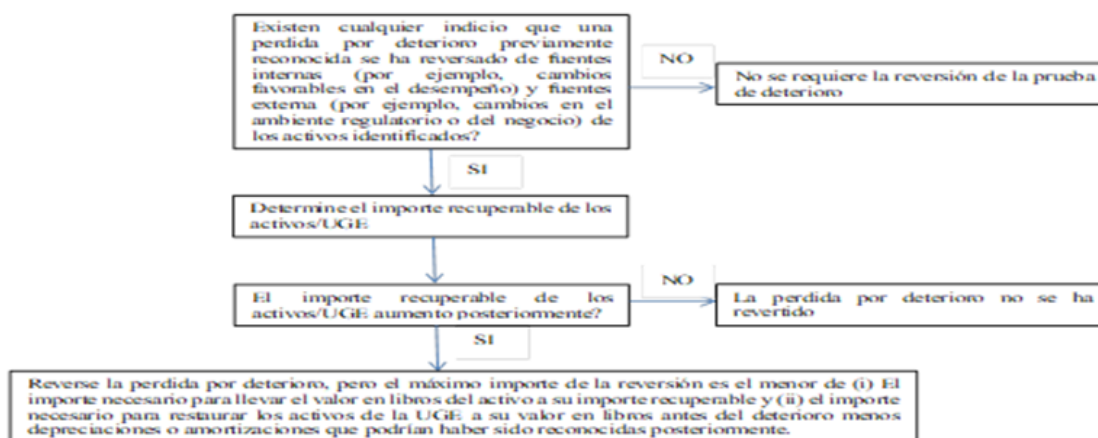 Existen cualquier indicio que una
perdida por deterioro previamente
reconocida se ha reversado de fuentes
internas (por ejemplo, cambios
favorables en el desempeño) y fuentes
externa (por ejemplo, cambios en el
ambiente regulatorio o del negocio) de
los activos identificados?
NO
No se requiere la reversión de la prueba
de deterioro
SI
Determine el importe recuperable de los
activos/UGE
El importe recuperable de los
activos/UGE aumento posteriormente?
NO
La perdida por deterioro no se ha
revertido
SI
Reverse la perdida por deterioro, pero el máximo importe de la reversión es el menor de (i) El
importe necesario para llevar el valor en libros del activo a su importe recuperable y (ii) el importe
necesario para restaurar los activos de la UGE a su valor en libros antes del deterioro menos
depreciaciones o amortizaciones que podrían haber sido reconocidas posteriormente.